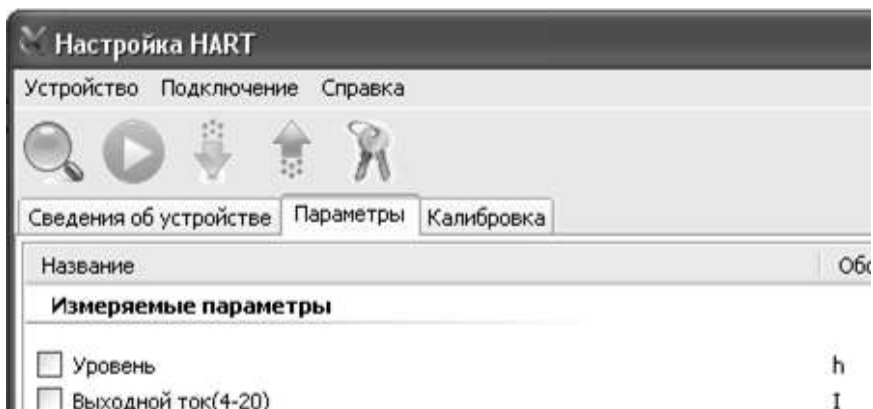 Настройка HART
Устройство Подключение Справка
Сведения об устройстве Параметры Калибровка
Название
Измеряемые параметры
Уровень h
Выходной ток(4-20) I